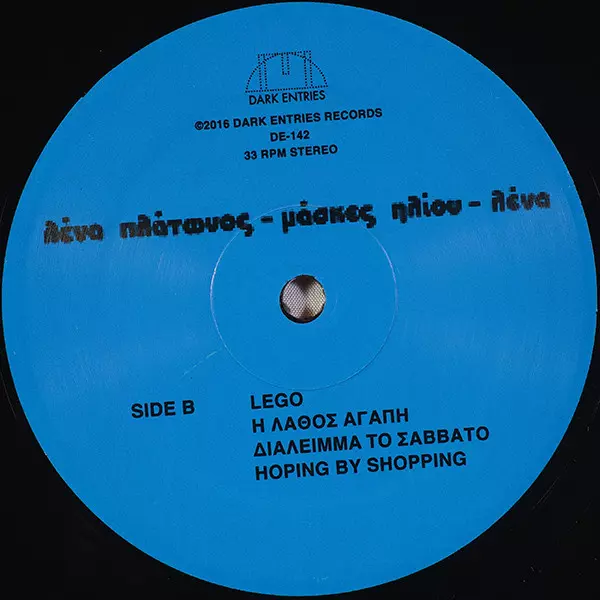 DARK ENTRIES
©2016 DARK ENTRIES RECORDS
DE-142
33 RPM STEREO
λένα πλάτωνος - μάσκες ηλίου - λένα
SIDE B
LEGO
Η ΛΑΘΟΣ ΑΓΑΠΗ
ΔΙΑΛΕΙΜΜΑ ΤΟ ΣΑΒΒΑΤΟ
HOPING BY SHOPPING